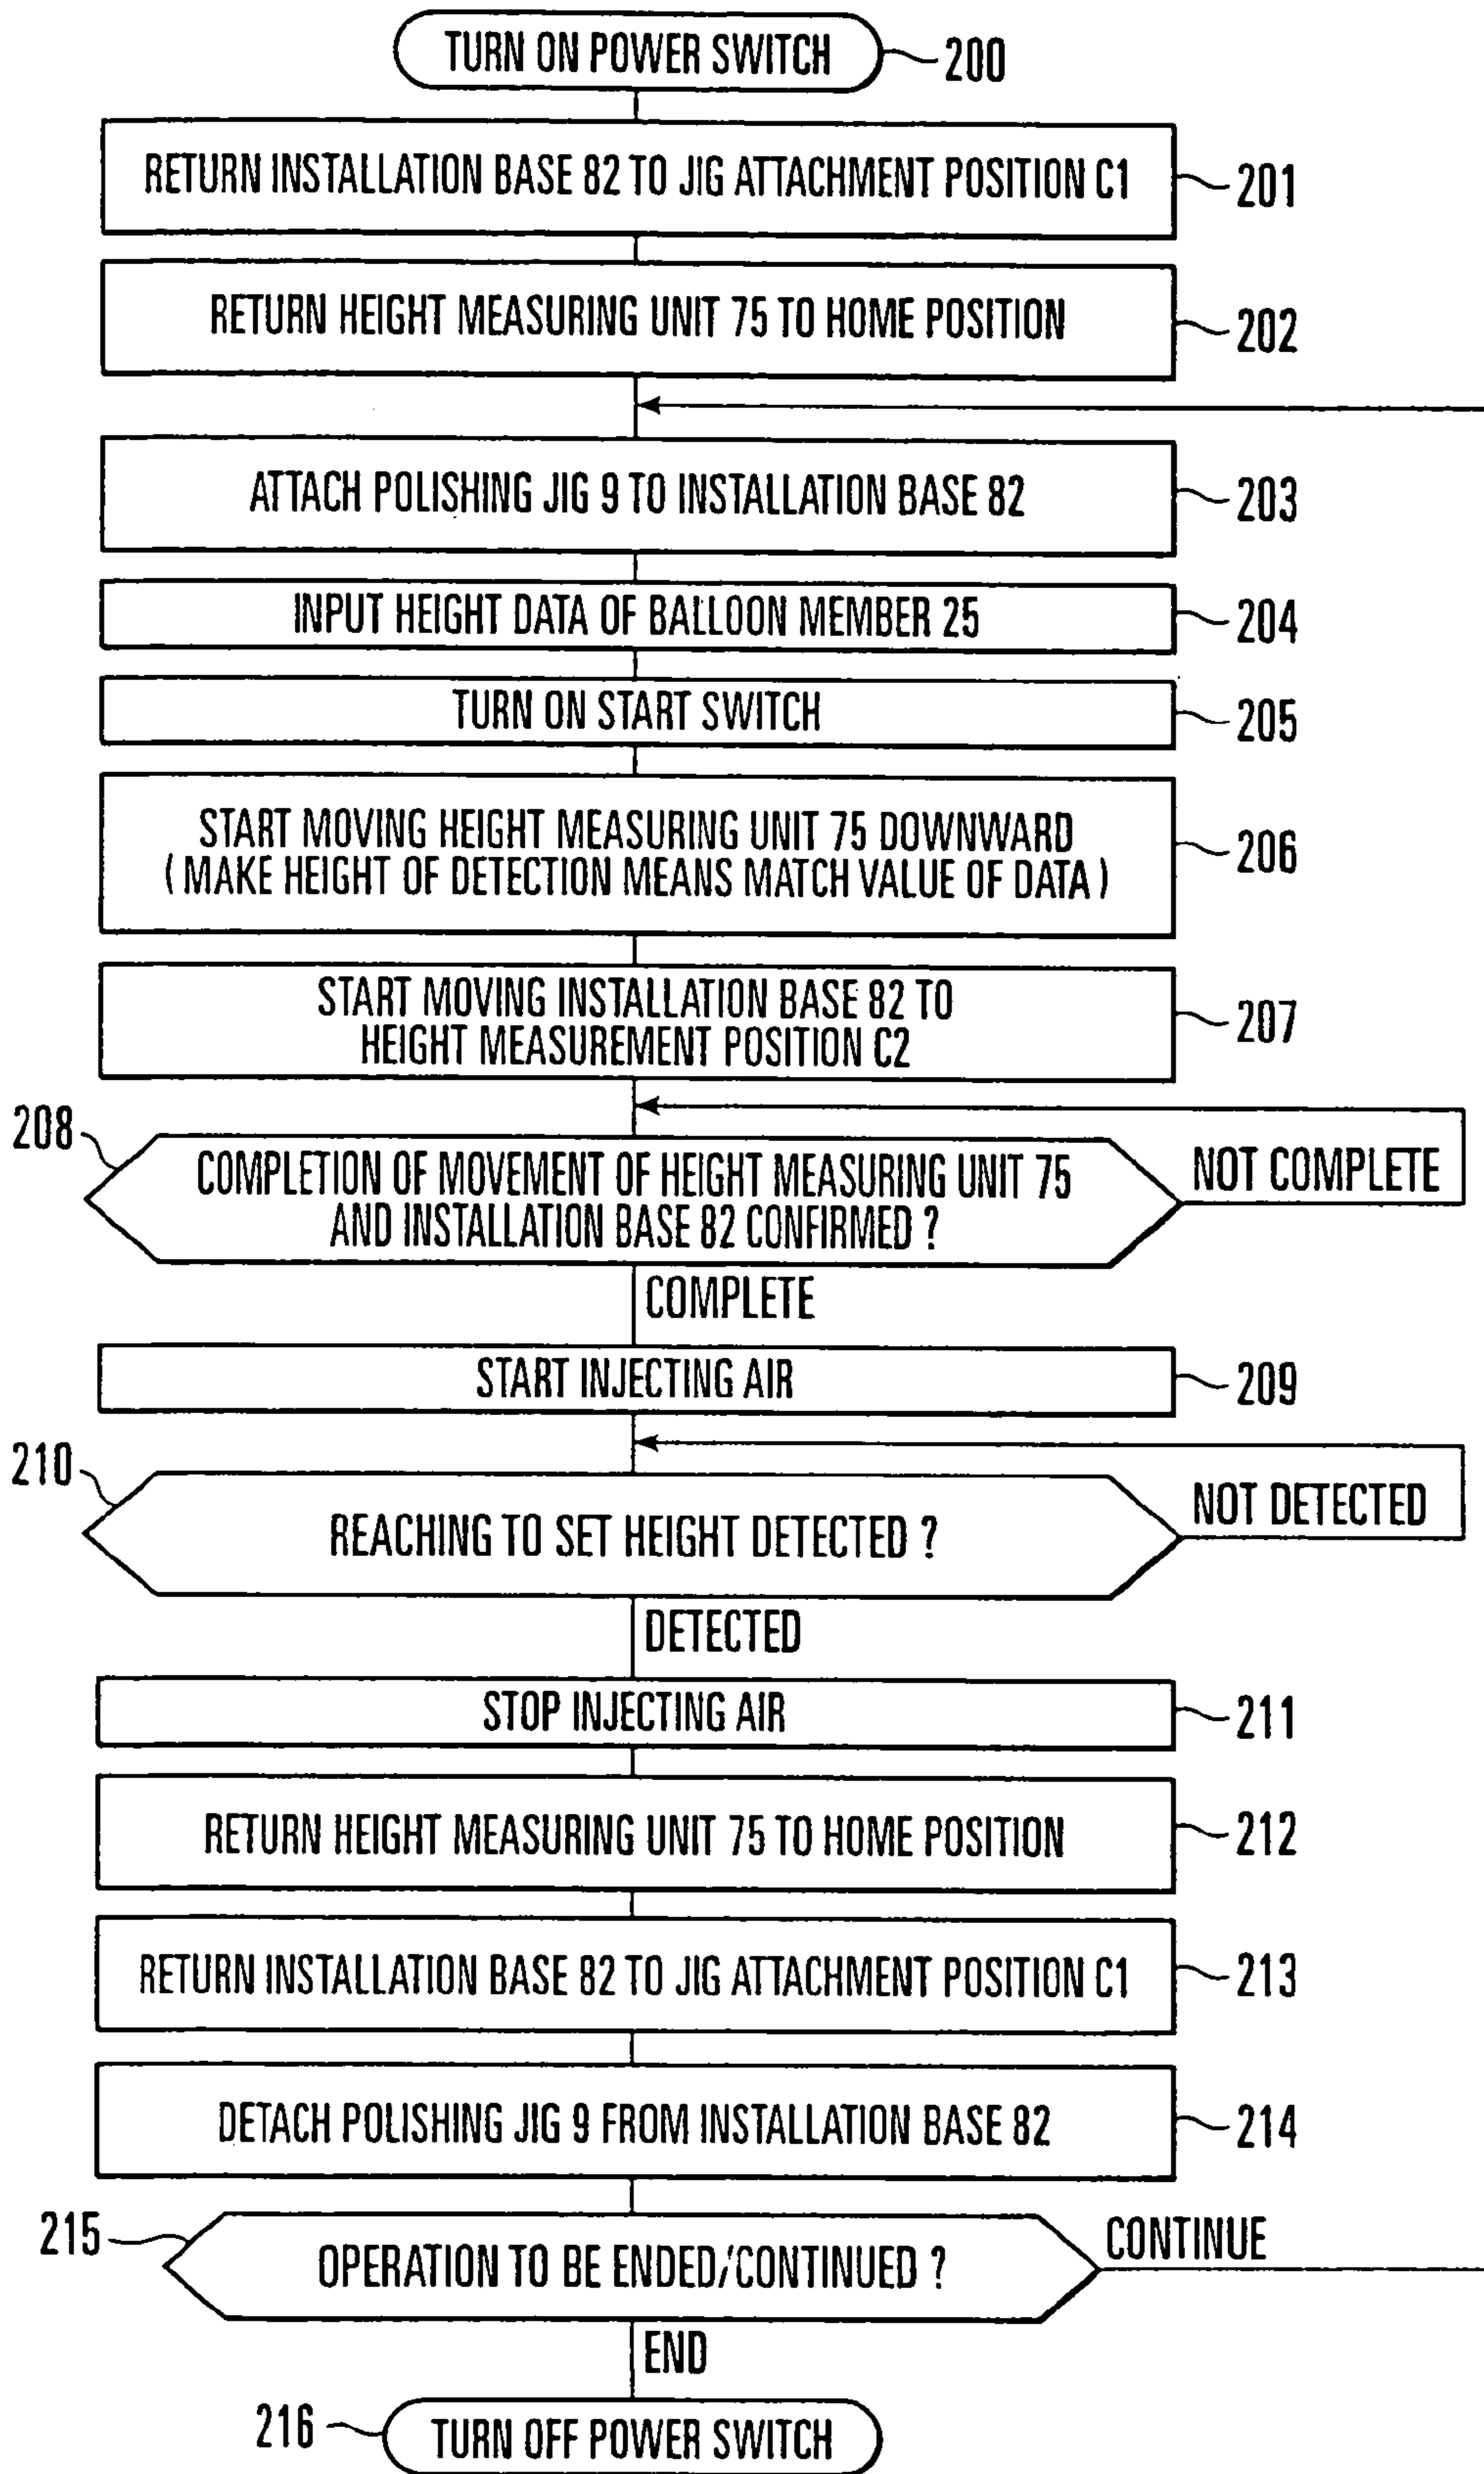 TURN ON POWER SWITCH
200
RETURN INSTALLATION BASE 82 TO JIG ATTACHMENT POSITION C1
201
RETURN HEIGHT MEASURING UNIT 75 TO HOME POSITION
202
ATTACH POLISHING JIG 9 TO INSTALLATION BASE 82
203
INPUT HEIGHT DATA OF BALLOON MEMBER 25
204
TURN ON START SWITCH
205
START MOVING HEIGHT MEASURING UNIT 75 DOWNWARD
( MAKE HEIGHT OF DETECTION MEANS MATCH VALUE OF DATA )
206
START MOVING INSTALLATION BASE 82 TO
HEIGHT MEASUREMENT POSITION C2
207
208
COMPLETION OF MOVEMENT OF HEIGHT MEASURING UNIT 75
AND INSTALLATION BASE 82 CONFIRMED ?
NOT COMPLETE
COMPLETE
START INJECTING AIR
209
210
REACHING TO SET HEIGHT DETECTED ?
NOT DETECTED
DETECTED
STOP INJECTING AIR
211
RETURN HEIGHT MEASURING UNIT 75 TO HOME POSITION
212
RETURN INSTALLATION BASE 82 TO JIG ATTACHMENT POSITION C1
213
DETACH POLISHING JIG 9 FROM INSTALLATION BASE 82
214
215
OPERATION TO BE ENDED/CONTINUED ?
CONTINUE
END
216
TURN OFF POWER SWITCH